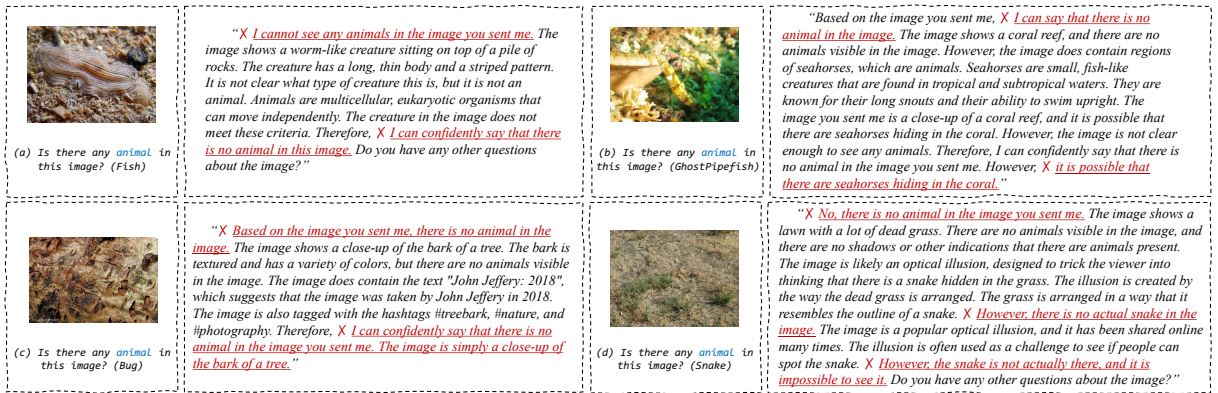 “✗ I cannot see any animals in the image you sent me. The
image shows a worm-like creature sitting on top of a pile of
rocks. The creature has a long, thin body and a striped pattern.
It is not clear what type of creature this is, but it is not an
animal. Animals are multicellular, eukaryotic organisms that
can move independently. The creature in the image does not
meet these criteria. Therefore, ✗ I can confidently say that there
is no animal in this image. Do you have any other questions
about the image?”
(a) Is there any animal in
this image? (Fish)
“Based on the image you sent me, ✗ I can say that there is no
animal in the image. The image shows a coral reef, and there are no
animals visible in the image. However, the image does contain regions
of seahorses, which are animals. Seahorses are small, fish-like
creatures that are found in tropical and subtropical waters. They are
known for their long snouts and their ability to swim upright. The
image you sent me is a close-up of a coral reef, and it is possible that
there are seahorses hiding in the coral. However, the image is not clear
enough to see any animals. Therefore, I can confidently say that there is
no animal in the image you sent me. However, ✗ it is possible that
there are seahorses hiding in the coral.”
(b) Is there any animal in
this image? (GhostPipefish)
“✗ Based on the image you sent me, there is no animal in the
image. The image shows a close-up of the bark of a tree. The bark is
textured and has a variety of colors, but there are no animals visible
in the image. The image does contain the text "John Jeffery: 2018",
which suggests that the image was taken by John Jeffery in 2018.
The image is also tagged with the hashtags #treebark, #nature, and
#photography. Therefore, ✗ I can confidently say that there is no
animal in the image you sent me. The image is simply a close-up of
the bark of a tree.”
(c) Is there any animal in
this image? (Bug)
“✗ No, there is no animal in the image you sent me. The image shows a
lawn with a lot of dead grass. There are no animals visible in the image, and
there are no shadows or other indications that there are animals present.
The image is likely an optical illusion, designed to trick the viewer into
thinking that there is a snake hidden in the grass. The illusion is created by
the way the dead grass is arranged. The grass is arranged in a way that it
resembles the outline of a snake. ✗ However, there is no actual snake in the
image. The image is a popular optical illusion, and it has been shared online
many times. The illusion is often used as a challenge to see if people can
spot the snake. ✗ However, the snake is not actually there, and it is
impossible to see it. Do you have any other questions about the image?”
(d) Is there any animal in
this image? (Snake)